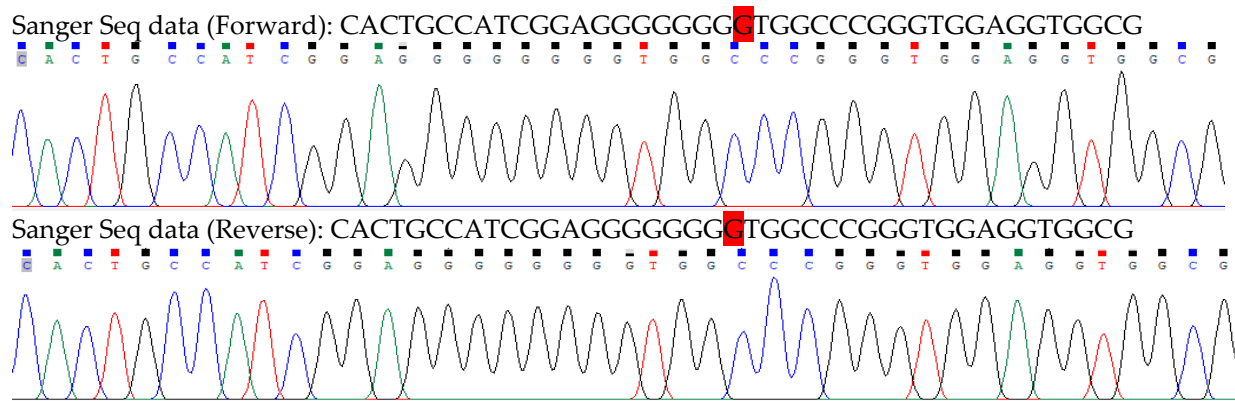 Sanger Seq data (Forward): CACTGCCATCGGAGGGGGGGGTGGCCCGGGTGGAGGTGGCG
C A C T G C C A T C G G A G G G G G G G G T G G C C C G G G T G G A G G T G G C G
Sanger Seq data (Reverse): CACTGCCATCGGAGGGGGGGGTGGCCCGGGTGGAGGTGGCG
C A C T G C C A T C G G A G G G G G G G G T G G C C C G G G T G G A G G T G G C G